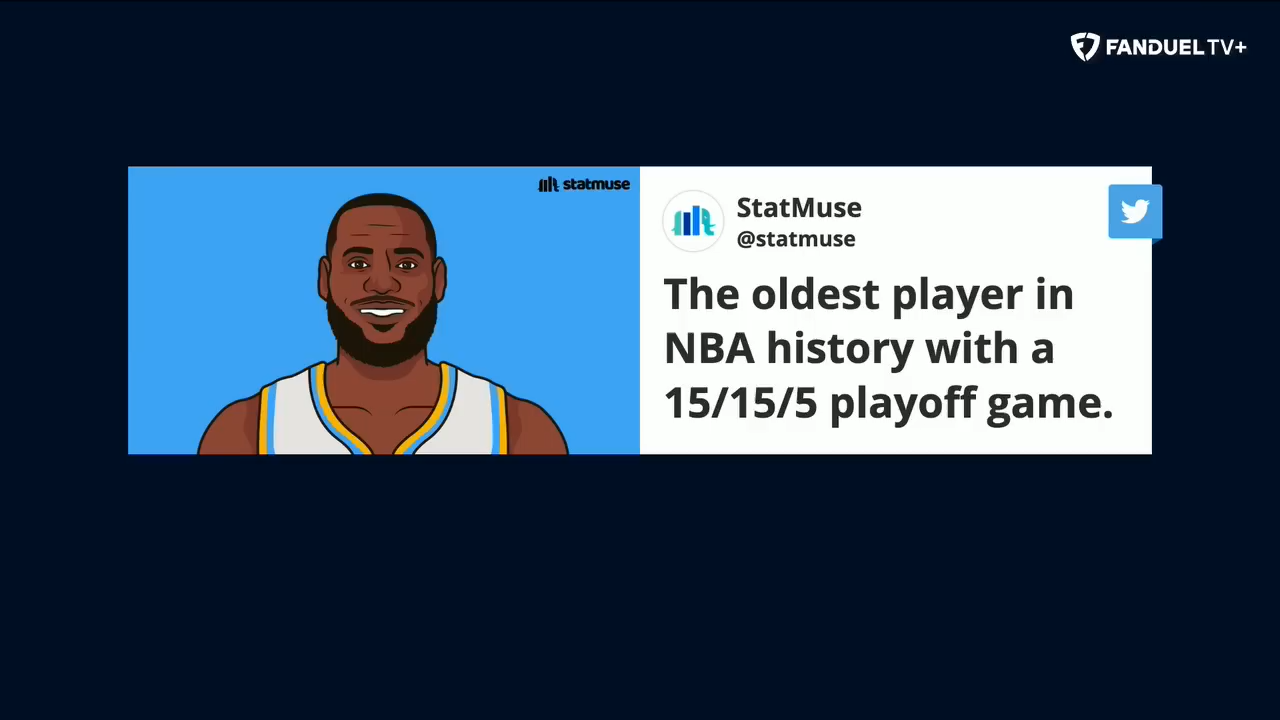 FANDUEL TV+
statmuse
StatMuse
@statmuse
The oldest player in
NBA history with a
15/15/5 playoff game.